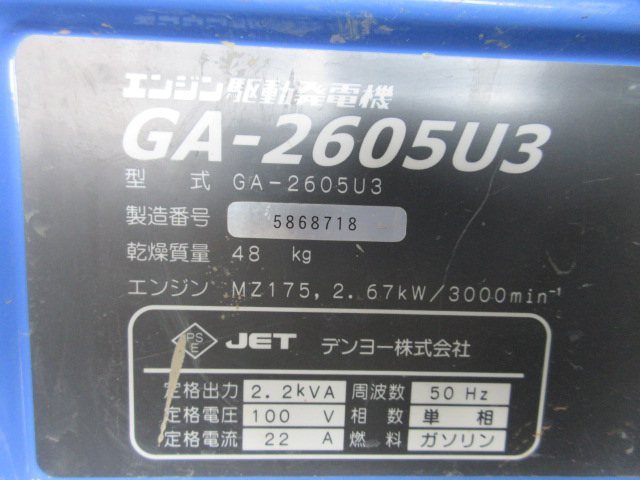 エンジン駆動発電機
GA-2605U3
型 式 GA-2605U3
製造番号 5868718
乾燥質量 48 kg
エンジン MZ175, 2.67kW/3000min⁻¹
PS E JET デンヨー株式会社
定格出力 2.2kVA 周波数 50 Hz
定格電圧 100 V 相 数 単 相
定格電流 22 A 燃 料 ガソリン